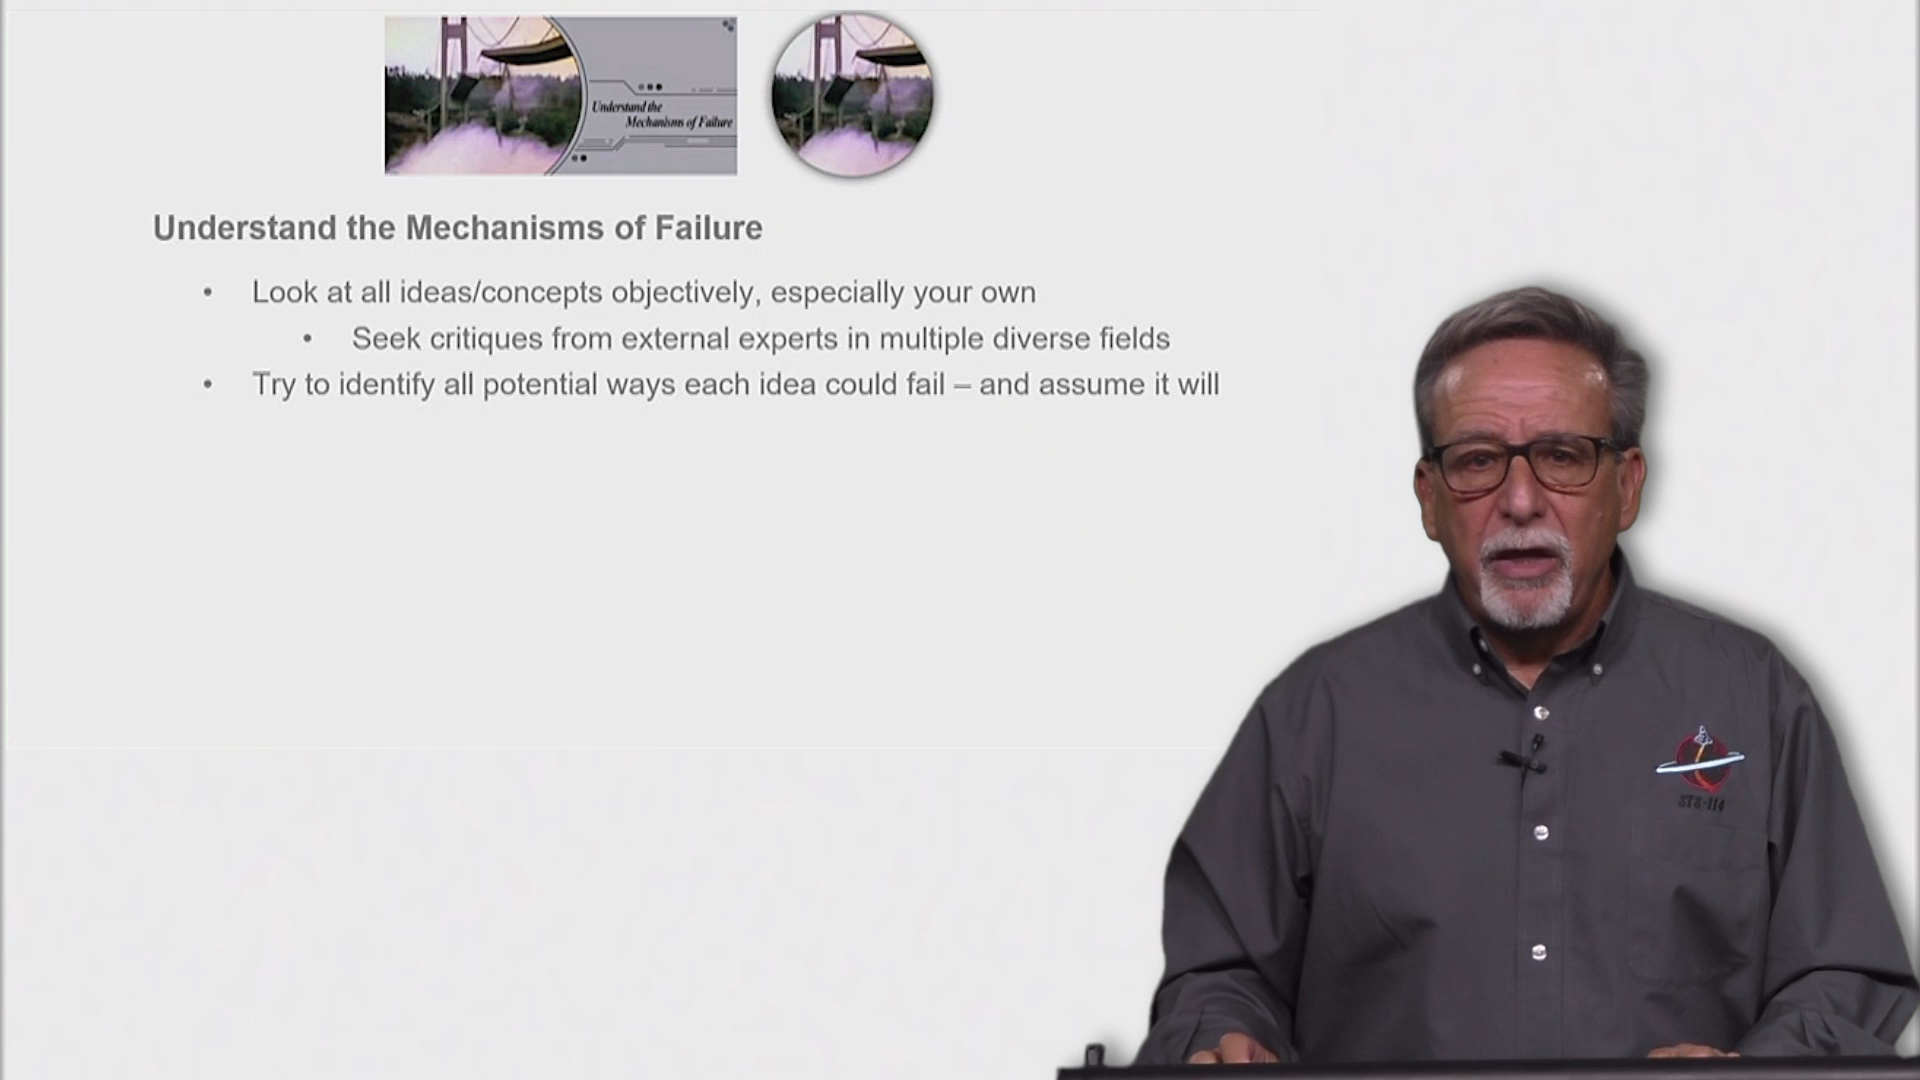 Understand the
Mechanisms of Failure
Understand the Mechanisms of Failure
• Look at all ideas/concepts objectively, especially your own
• Seek critiques from external experts in multiple diverse fields
• Try to identify all potential ways each idea could fail – and assume it will
STS-114